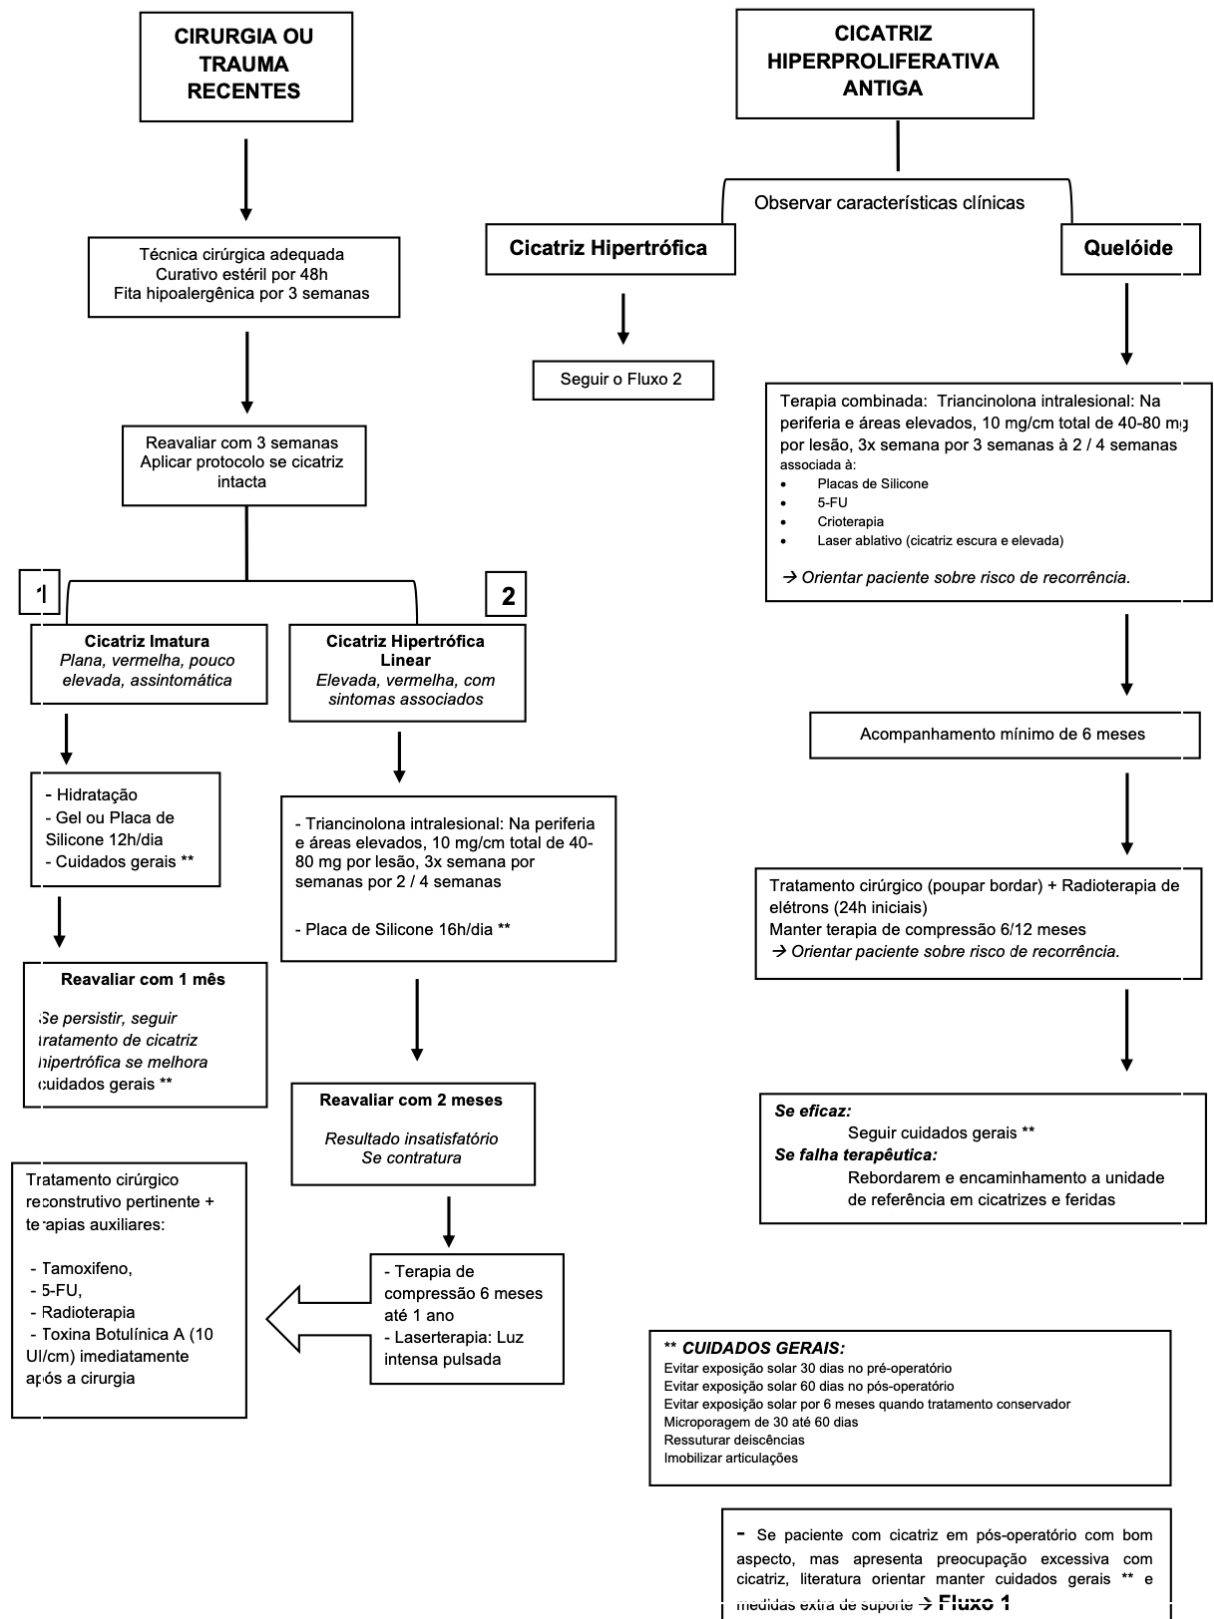 CIRURGIA OU
TRAUMA
RECENTES
Técnica cirúrgica adequada
Curativo estéril por 48h
Fita hipoalergênica por 3 semanas
Reavaliar com 3 semanas
Aplicar protocolo se cicatriz
intacta
1
Cicatriz Imatura
Plana, vermelha, pouco
elevada, assintomática
- Hidratação
- Gel ou Placa de
Silicone 12h/dia
- Cuidados gerais **
Reavaliar com 1 mês
Se persistir, seguir
tratamento de cicatriz
hipertrófica se melhora
cuidados gerais **
2
Cicatriz Hipertrófica
Linear
Elevada, vermelha, com
sintomas associados
- Triancinolona intralesional: Na periferia
e áreas elevados, 10 mg/cm total de 40-
80 mg por lesão, 3x semana por
semanas por 2 / 4 semanas
- Placa de Silicone 16h/dia **
Reavaliar com 2 meses
Resultado insatisfatório
Se contratura
- Terapia de
compressão 6 meses
até 1 ano
- Laserterapia: Luz
intensa pulsada
Tratamento cirúrgico
reconstrutivo pertinente +
terapias auxiliares:
- Tamoxifeno,
- 5-FU,
- Radioterapia
- Toxina Botulínica A (10
UI/cm) imediatamente
após a cirurgia
CICATRIZ
HIPERPROLIFERATIVA
ANTIGA
Observar características clínicas
Cicatriz Hipertrófica
Seguir o Fluxo 2
Quelóide
Terapia combinada: Triancinolona intralesional: Na
periferia e áreas elevados, 10 mg/cm total de 40-80 mg
por lesão, 3x semana por 3 semanas à 2 / 4 semanas
associada à:
• Placas de Silicone
• 5-FU
• Crioterapia
• Laser ablativo (cicatriz escura e elevada)
→ Orientar paciente sobre risco de recorrência.
Acompanhamento mínimo de 6 meses
Tratamento cirúrgico (poupar bordar) + Radioterapia de
elétrons (24h iniciais)
Manter terapia de compressão 6/12 meses
→ Orientar paciente sobre risco de recorrência.
Se eficaz:
Seguir cuidados gerais **
Se falha terapêutica:
Rebordarem e encaminhamento a unidade
de referência em cicatrizes e feridas
** CUIDADOS GERAIS:
Evitar exposição solar 30 dias no pré-operatório
Evitar exposição solar 60 dias no pós-operatório
Evitar exposição solar por 6 meses quando tratamento conservador
Microporagem de 30 até 60 dias
Ressuturar deiscências
Imobilizar articulações
- Se paciente com cicatriz em pós-operatório com bom
aspecto, mas apresenta preocupação excessiva com
cicatriz, literatura orientar manter cuidados gerais ** e
medidas extra de suporte → Fluxo 1